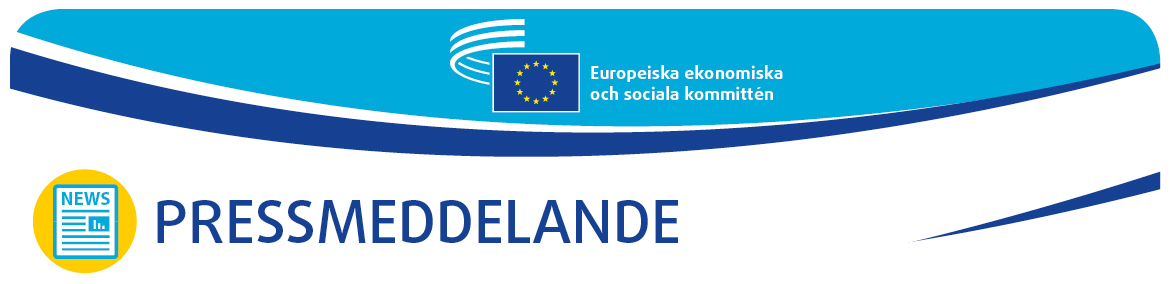 Europeiska ekonomiska
och sociala kommittén
NEWS
PRESSMEDDELANDE